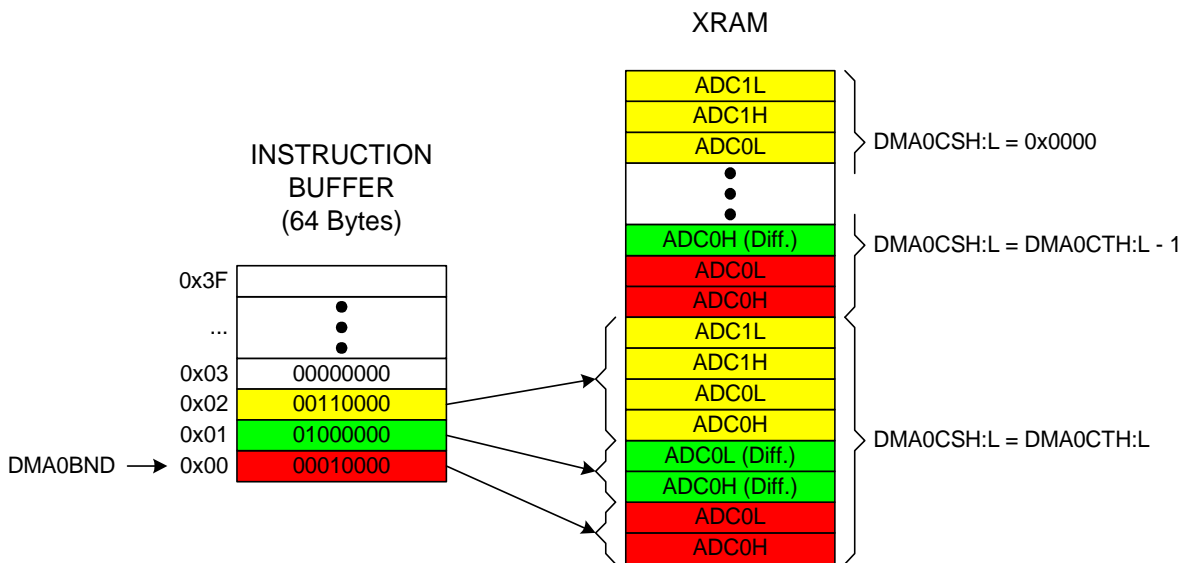 XRAM
ADC1L
ADC1H
ADC0L
DMA0CSH:L = 0x0000
INSTRUCTION
BUFFER
(64 Bytes)
ADC0H (Diff.)
DMA0CSH:L = DMA0CTH:L - 1
ADC0L
ADC0H
0x3F
...
0x03
00000000
0x02
00110000
0x01
01000000
DMA0BND
0x00
00010000
ADC1L
ADC1H
ADC0L
ADC0H
DMA0CSH:L = DMA0CTH:L
ADC0L (Diff.)
ADC0H (Diff.)
ADC0L
ADC0H